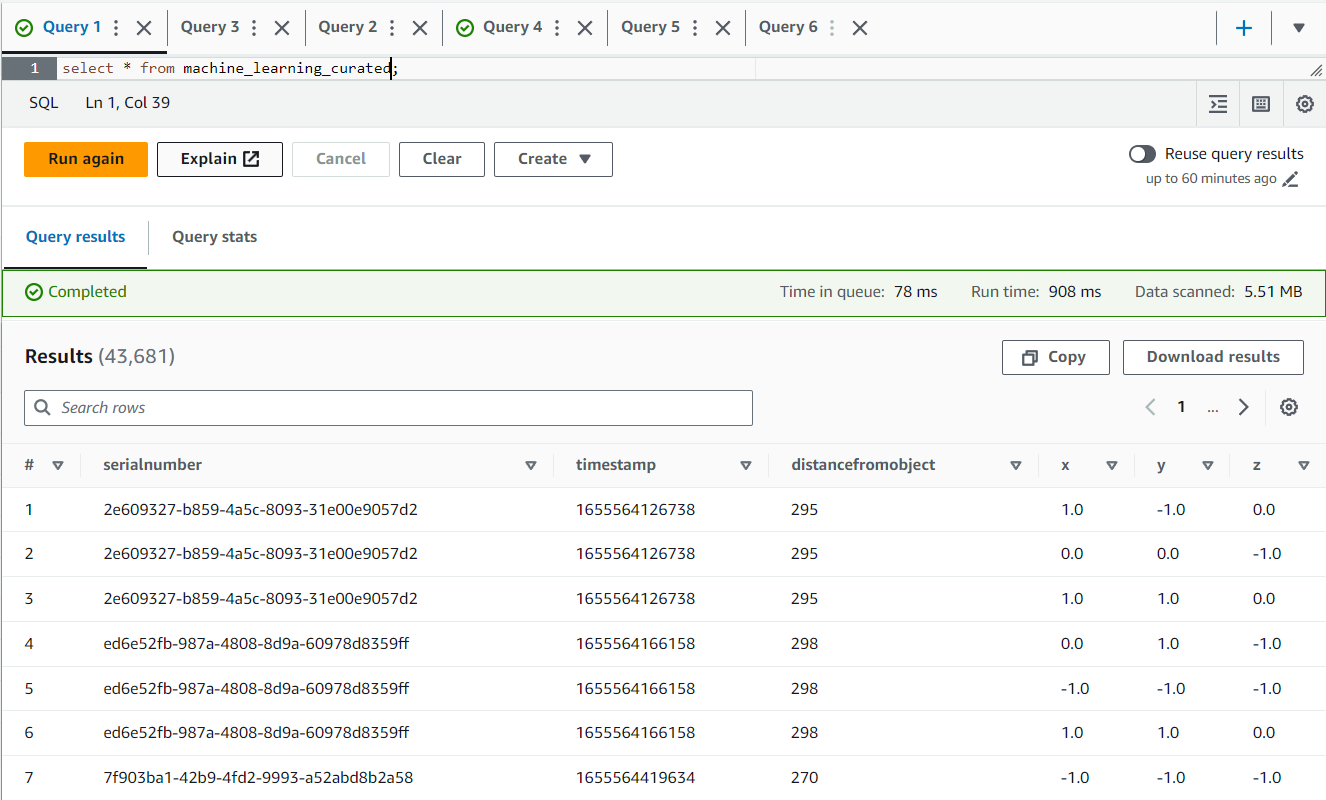 Query 1 Query 3 Query 2 Query 4 Query 5 Query 6
1 select * from machine_learning_curated;
SQL Ln 1, Col 39
Run again Explain Cancel Clear Create Reuse query results
up to 60 minutes ago
Query results Query stats
Completed Time in queue: 78 ms Run time: 908 ms Data scanned: 5.51 MB
Results (43,681) Copy Download results
Search rows 1 ...
# serialnumber timestamp distancefromobject x y z
1 2e609327-b859-4a5c-8093-31e00e9057d2 1655564126738 295 1.0 -1.0 0.0
2 2e609327-b859-4a5c-8093-31e00e9057d2 1655564126738 295 0.0 0.0 -1.0
3 2e609327-b859-4a5c-8093-31e00e9057d2 1655564126738 295 1.0 1.0 0.0
4 ed6e52fb-987a-4808-8d9a-60978d8359ff 1655564166158 298 0.0 1.0 -1.0
5 ed6e52fb-987a-4808-8d9a-60978d8359ff 1655564166158 298 -1.0 -1.0 -1.0
6 ed6e52fb-987a-4808-8d9a-60978d8359ff 1655564166158 298 1.0 1.0 0.0
7 7f903ba1-42b9-4fd2-9993-a52abd8b2a58 1655564419634 270 -1.0 -1.0 -1.0